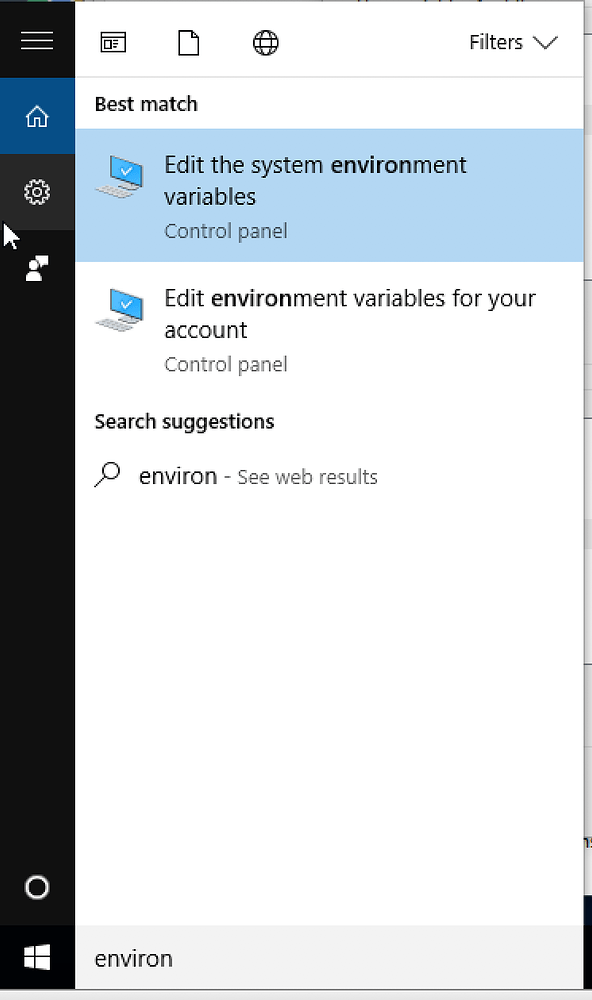 Filters
Best match
Edit the system environment
variables
Control panel
Edit environment variables for your
account
Control panel
Search suggestions
environ - See web results
environ